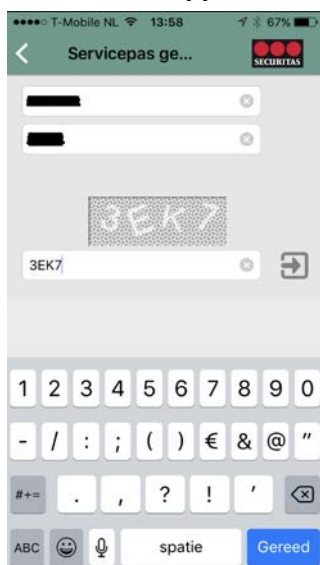 T-Mobile NL 13:58 67%
Servicepas ge...
SECURITAS
3EK7
3EK7
1 2 3 4 5 6 7 8 9 0
- / : ; ( ) € & @ "
#+= . , ? ! '
ABC spatie Gereed